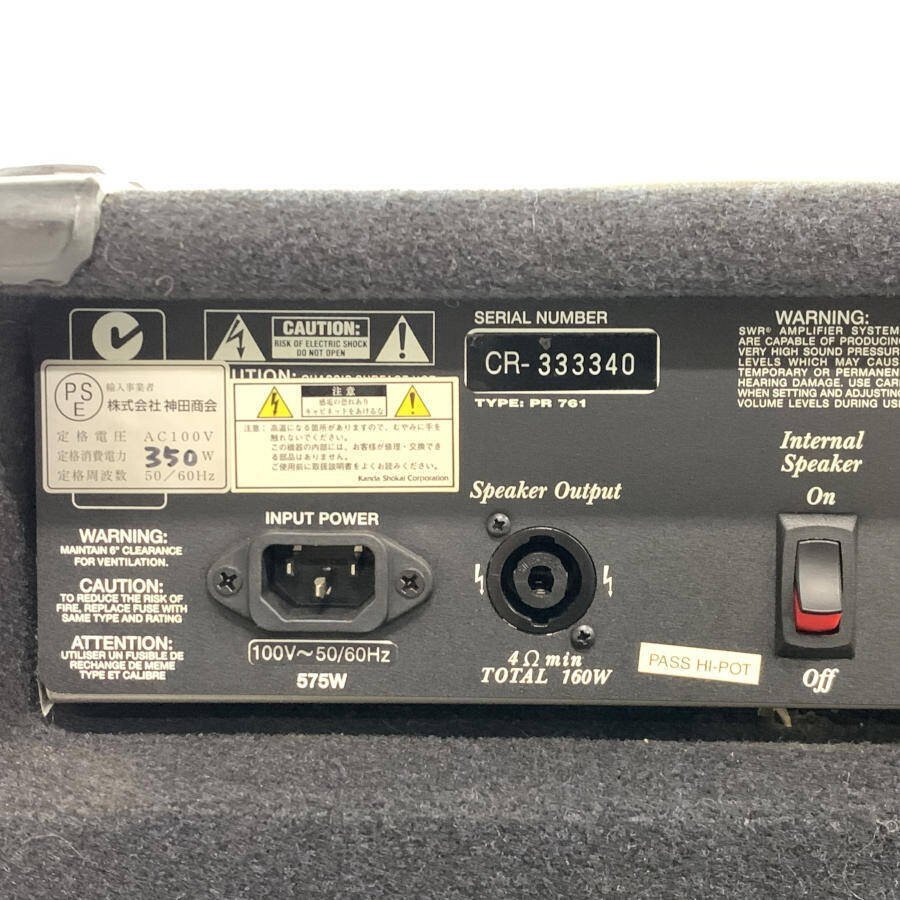 CAUTION:
RISK OF ELECTRIC SHOCK
DO NOT OPEN
SERIAL NUMBER
CR-333340
TYPE: PR 761
WARNING:
SWR® AMPLIFIER SYSTEM
ARE CAPABLE OF PRODUCING
VERY HIGH SOUND PRESSURE
LEVELS WHICH MAY CAUSE
TEMPORARY OR PERMANEN
HEARING DAMAGE. USE CARE
WHEN SETTING AND ADJUSTING
VOLUME LEVELS DURING US
PSE
輸入事業者
株式会社 神田商会
定格電圧 AC100V
定格消費電力 350W
定格周波数 50/60Hz
注意
感電の恐れあり
キャビネットをあけるな
注意:高温になる箇所がありますので、むやみに手を
触れないでください。
この機器の内部には、お客様が修理・交換でき
る部品はありません。
ご使用前に取扱説明書をよくお読みください。
Kanda Shokai Corporation
WARNING:
MAINTAIN 6" CLEARANCE
FOR VENTILATION.
CAUTION:
TO REDUCE THE RISK OF
FIRE, REPLACE FUSE WITH
SAME TYPE AND RATING
ATTENTION:
UTILISER UN FUSIBLE DE
RECHANGE DE MEME
TYPE ET CALIBRE
INPUT POWER
100V~50/60Hz
575W
Speaker Output
4 Ω min
TOTAL 160W
PASS HI-POT
Internal
Speaker
On
Off